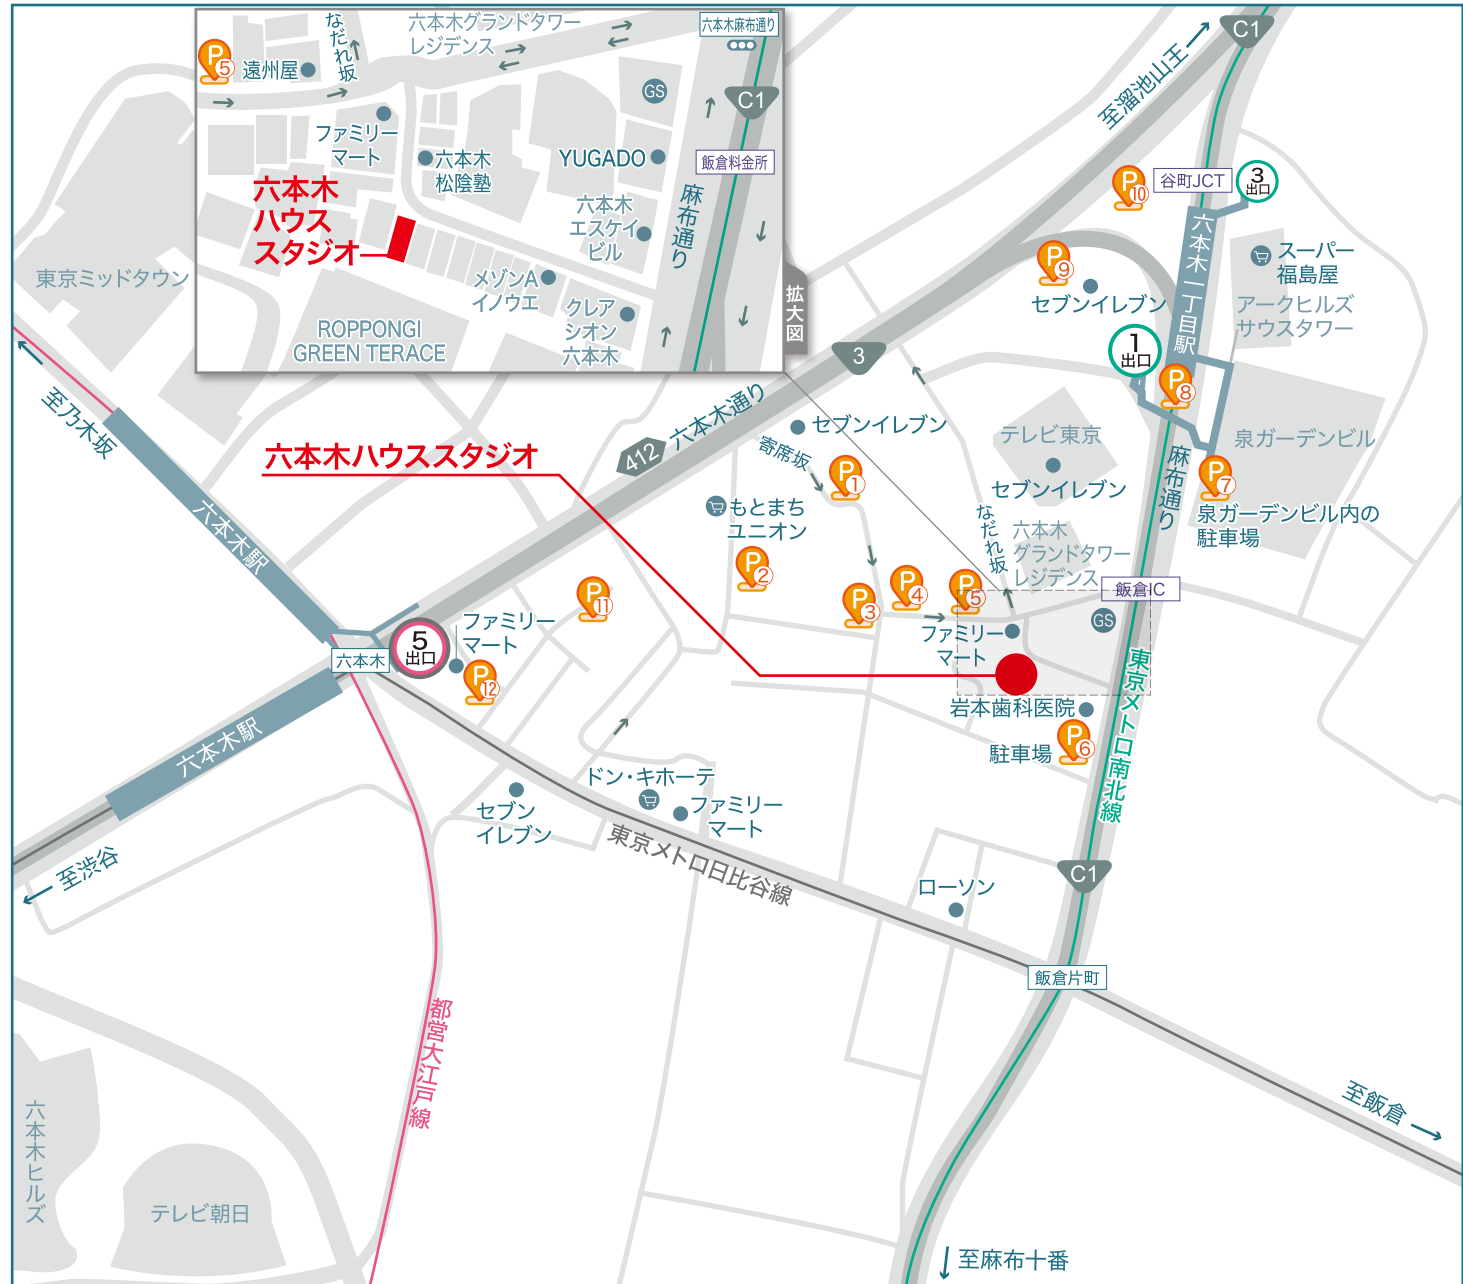 なだれ坂
六本木グランドタワー
レジデンス
六本木麻布通り
P
5
遠州屋
GS
C1
ファミリー
マート
六本木
松陰塾
YUGADO
飯倉料金所
六本木
ハウス
スタジオ
六本木
エスケイ
ビル
麻布通り
メゾンA
イノウエ
クレア
シオン
六本木
ROPPONGI
GREEN TERACE
拡大図
C1
至溜池山王
谷町JCT
3
出口
P
10
六本木一丁目駅
スーパー
福島屋
P
9
セブンイレブン
アークヒルズ
サウスタワー
東京ミッドタウン
1
出口
3
P
8
至乃木坂
六本木通り
412
セブンイレブン
寄席坂
テレビ東京
セブンイレブン
泉ガーデンビル
麻布通り
P
7
泉ガーデンビル内の
駐車場
六本木ハウススタジオ
P
1
もとまち
ユニオン
なだれ坂
六本木
グランドタワー
レジデンス
六本木駅
P
2
P
11
P
3
P
4
P
5
飯倉IC
GS
ファミリー
マート
5
出口
ファミリー
マート
六本木
P
12
東京メトロ南北線
岩本歯科医院
駐車場
P
6
六本木駅
ドン・キホーテ
ファミリー
マート
セブン
イレブン
東京メトロ日比谷線
至渋谷
ローソン
C1
飯倉片町
都営大江戸線
六本木ヒルズ
テレビ朝日
至飯倉
至麻布十番